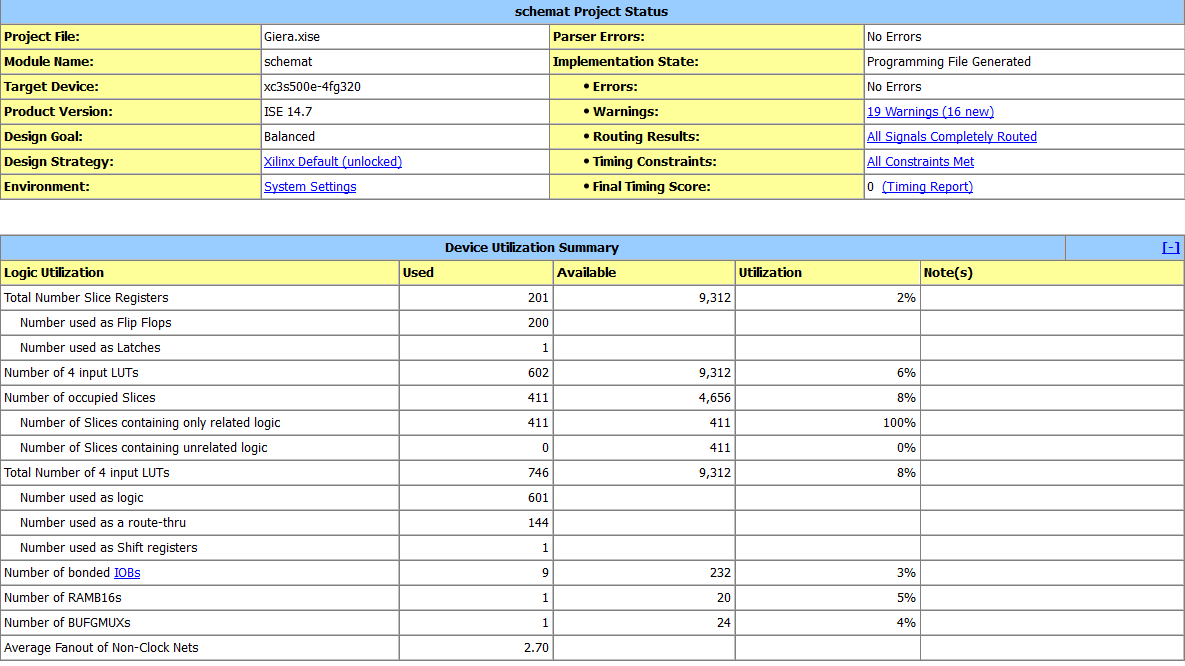 schemat Project Status
Project File: Giera.xise Parser Errors: No Errors
Module Name: schemat Implementation State: Programming File Generated
Target Device: xc3s500e-4fg320 • Errors: No Errors
Product Version: ISE 14.7 • Warnings: 19 Warnings (16 new)
Design Goal: Balanced • Routing Results: All Signals Completely Routed
Design Strategy: Xilinx Default (unlocked) • Timing Constraints: All Constraints Met
Environment: System Settings • Final Timing Score: 0 (Timing Report)
Device Utilization Summary [-]
Logic Utilization Used Available Utilization Note(s)
Total Number Slice Registers 201 9,312 2%
Number used as Flip Flops 200
Number used as Latches 1
Number of 4 input LUTs 602 9,312 6%
Number of occupied Slices 411 4,656 8%
Number of Slices containing only related logic 411 411 100%
Number of Slices containing unrelated logic 0 411 0%
Total Number of 4 input LUTs 746 9,312 8%
Number used as logic 601
Number used as a route-thru 144
Number used as Shift registers 1
Number of bonded IOBs 9 232 3%
Number of RAMB16s 1 20 5%
Number of BUFGMUXs 1 24 4%
Average Fanout of Non-Clock Nets 2.70